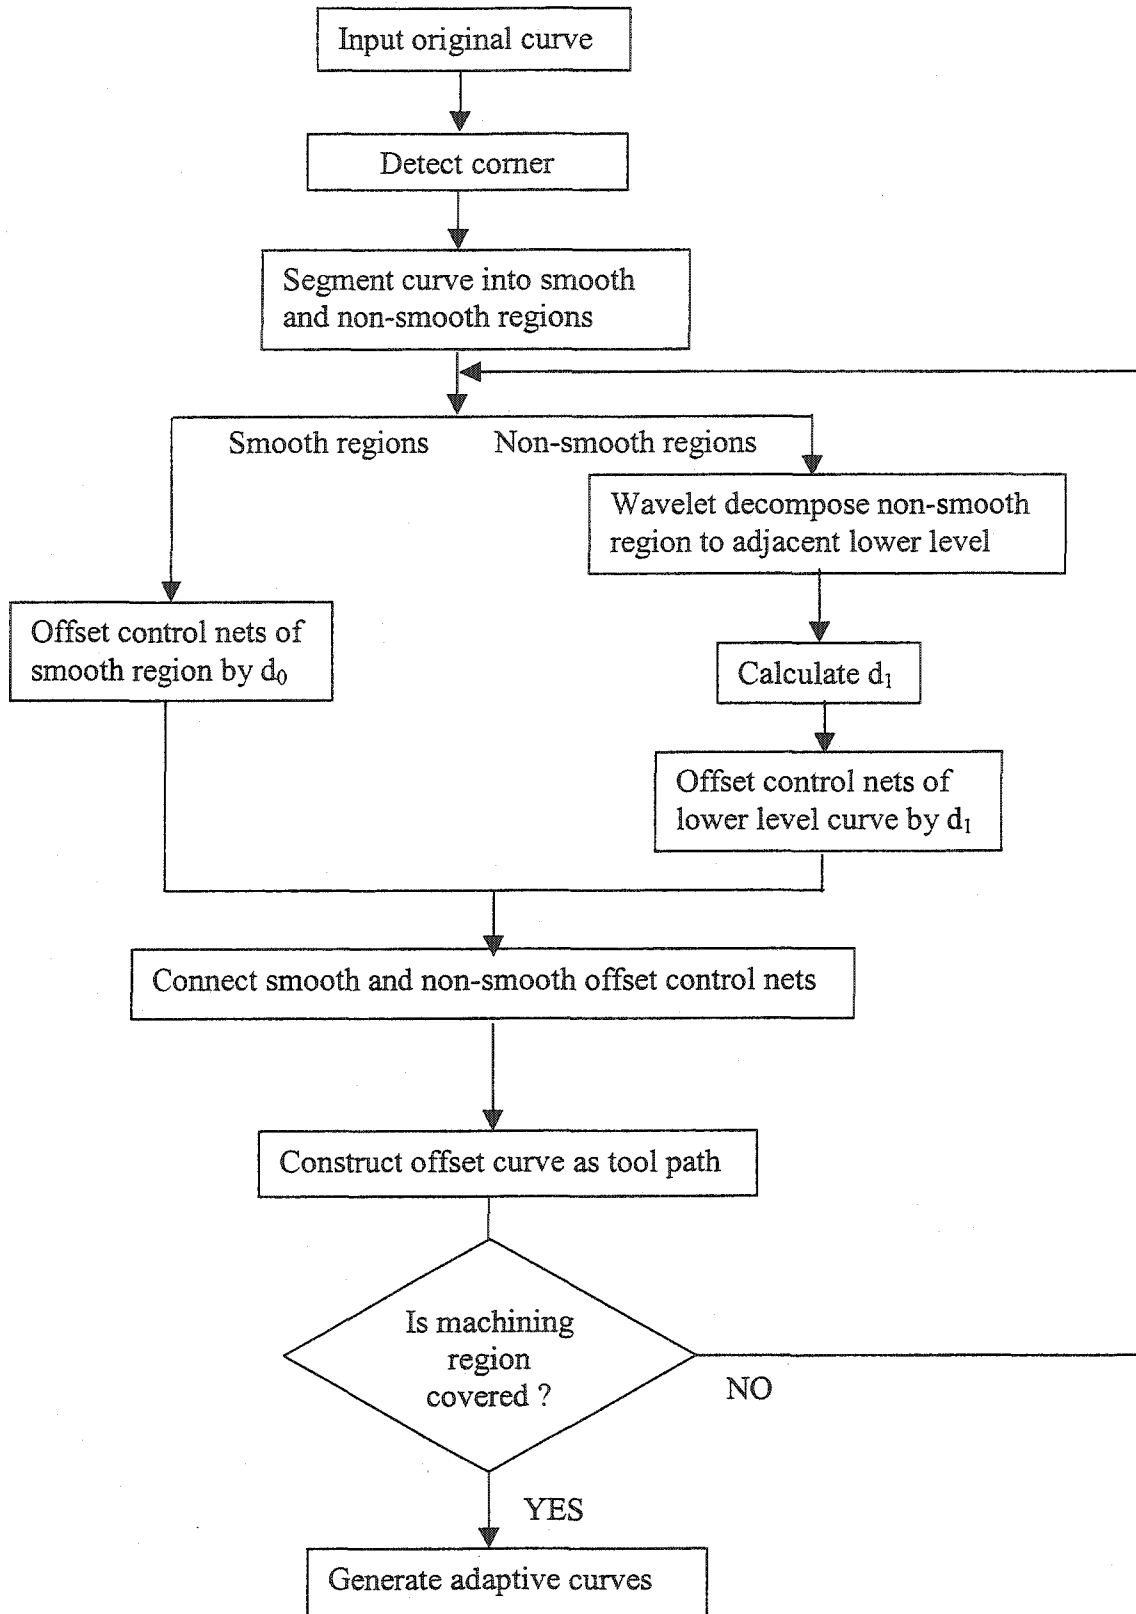 Input original curve
Detect corner
Segment curve into smooth
and non-smooth regions
Smooth regions
Non-smooth regions
Wavelet decompose non-smooth
region to adjacent lower level
Offset control nets of
smooth region by d₀
Calculate d₁
Offset control nets of
lower level curve by d₁
Connect smooth and non-smooth offset control nets
Construct offset curve as tool path
Is machining
region
covered ?
NO
YES
Generate adaptive curves